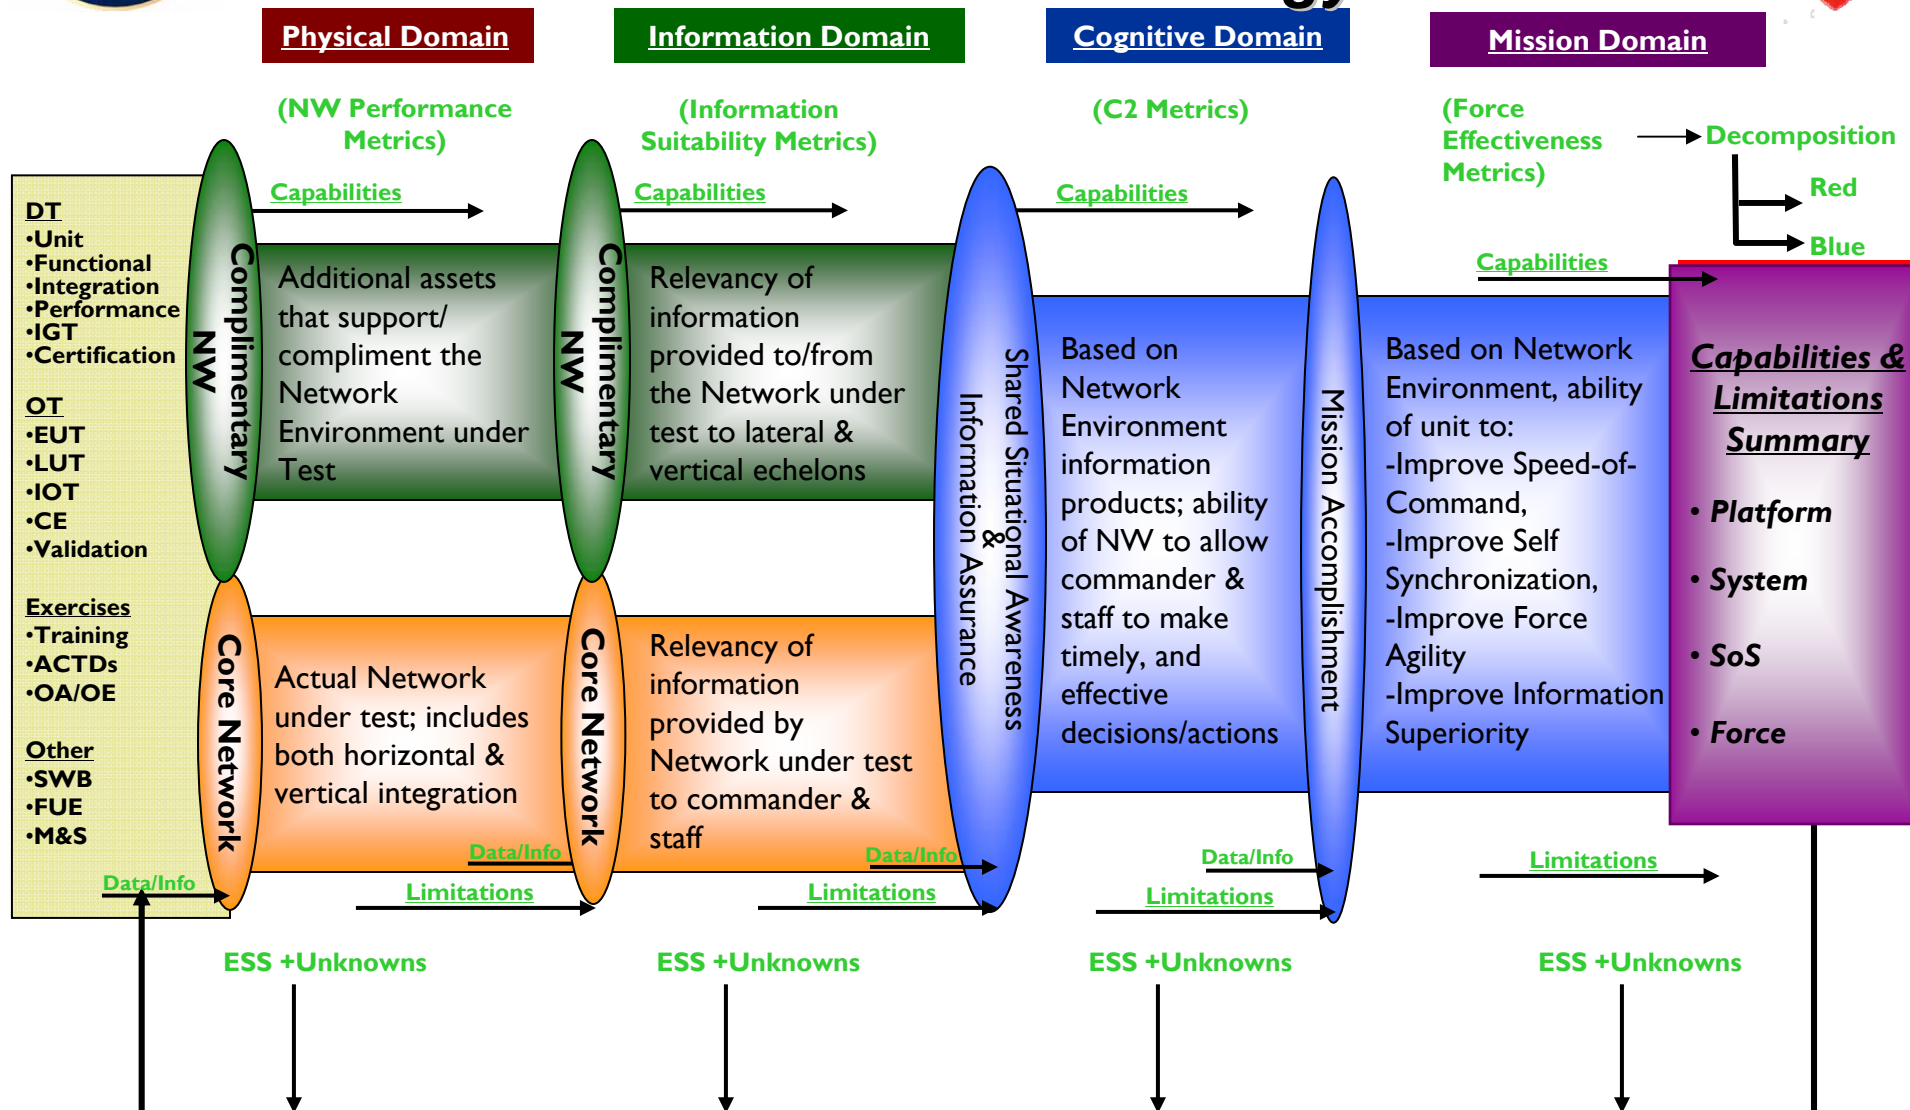 gy
Physical Domain
Information Domain
Cognitive Domain
Mission Domain
(NW Performance
Metrics)
(Information
Suitability Metrics)
(C2 Metrics)
(Force
Effectiveness
Metrics)
Decomposition
Red
Blue
Capabilities
Capabilities
Capabilities
Capabilities
DT
•Unit
•Functional
•Integration
•Performance
•IGT
•Certification
OT
•EUT
•LUT
•IOT
•CE
•Validation
Exercises
•Training
•ACTDs
•OA/OE
Other
•SWB
•FUE
•M&S
Data/Info
Complimentary
NW
Core Network
Additional assets
that support/
compliment the
Network
Environment under
Test
Actual Network
under test; includes
both horizontal &
vertical integration
Data/Info
Limitations
Complimentary
NW
Core Network
Relevancy of
information
provided to/from
the Network under
test to lateral &
vertical echelons
Relevancy of
information
provided by
Network under test
to commander &
staff
Data/Info
Limitations
Shared Situational Awareness
&
Information Assurance
Based on
Network
Environment
information
products; ability
of NW to allow
commander &
staff to make
timely, and
effective
decisions/actions
Data/Info
Limitations
Mission Accomplishment
Based on Network
Environment, ability
of unit to:
-Improve Speed-of-
Command,
-Improve Self
Synchronization,
-Improve Force
Agility
-Improve Information
Superiority
Limitations
Capabilities &
Limitations
Summary
• Platform
• System
• SoS
• Force
ESS +Unknowns
ESS +Unknowns
ESS +Unknowns
ESS +Unknowns